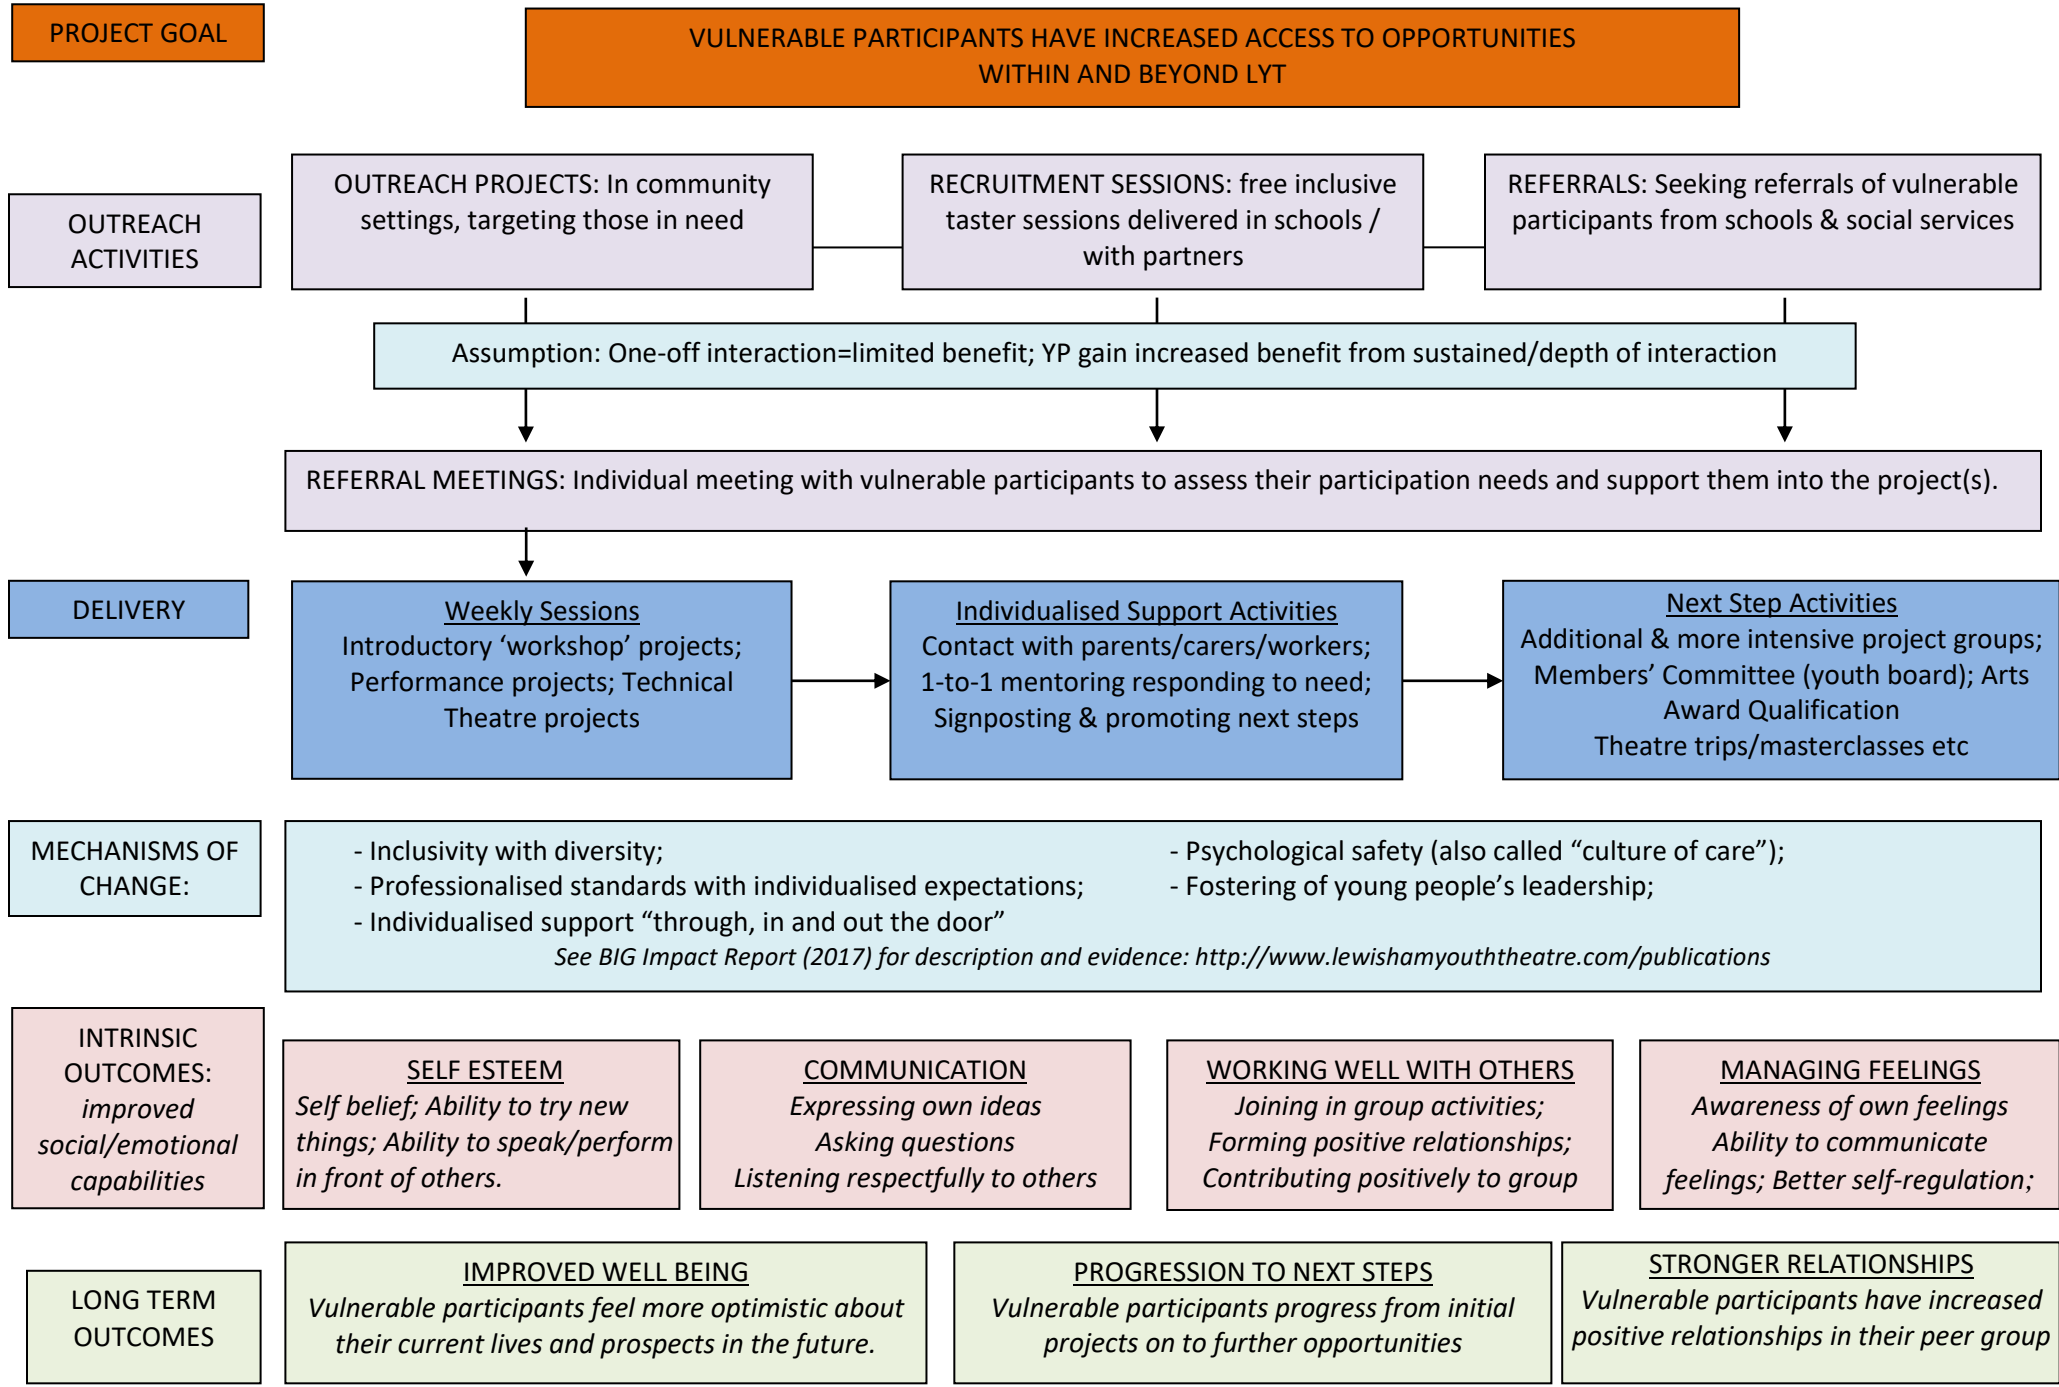 PROJECT GOAL
VULNERABLE PARTICIPANTS HAVE INCREASED ACCESS TO OPPORTUNITIES
WITHIN AND BEYOND LYT
OUTREACH
ACTIVITIES
OUTREACH PROJECTS: In community
settings, targeting those in need
RECRUITMENT SESSIONS: free inclusive
taster sessions delivered in schools /
with partners
REFERRALS: Seeking referrals of vulnerable
participants from schools & social services
Assumption: One-off interaction=limited benefit; YP gain increased benefit from sustained/depth of interaction
REFERRAL MEETINGS: Individual meeting with vulnerable participants to assess their participation needs and support them into the project(s).
DELIVERY
Weekly Sessions
Introductory ‘workshop’ projects;
Performance projects; Technical
Theatre projects
Individualised Support Activities
Contact with parents/carers/workers;
1-to-1 mentoring responding to need;
Signposting & promoting next steps
Next Step Activities
Additional & more intensive project groups;
Members’ Committee (youth board); Arts
Award Qualification
Theatre trips/masterclasses etc
MECHANISMS OF
CHANGE:
- Inclusivity with diversity;
- Professionalised standards with individualised expectations;
- Individualised support “through, in and out the door”
- Psychological safety (also called “culture of care”);
- Fostering of young people’s leadership;
See BIG Impact Report (2017) for description and evidence: http://www.lewishamyouththeatre.com/publications
INTRINSIC
OUTCOMES:
improved
social/emotional
capabilities
SELF ESTEEM
Self belief; Ability to try new
things; Ability to speak/perform
in front of others.
COMMUNICATION
Expressing own ideas
Asking questions
Listening respectfully to others
WORKING WELL WITH OTHERS
Joining in group activities;
Forming positive relationships;
Contributing positively to group
MANAGING FEELINGS
Awareness of own feelings
Ability to communicate
feelings; Better self-regulation;
LONG TERM
OUTCOMES
IMPROVED WELL BEING
Vulnerable participants feel more optimistic about
their current lives and prospects in the future.
PROGRESSION TO NEXT STEPS
Vulnerable participants progress from initial
projects on to further opportunities
STRONGER RELATIONSHIPS
Vulnerable participants have increased
positive relationships in their peer group